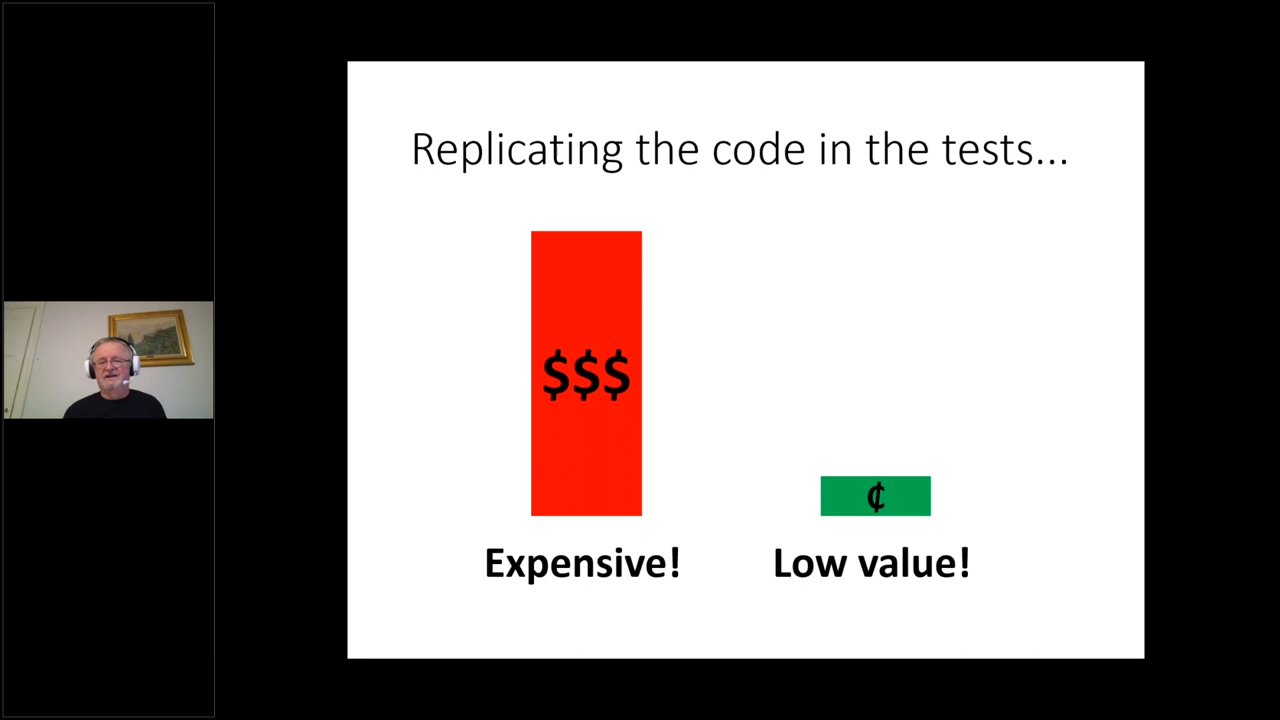 Replicating the code in the tests...
$$$
¢
Expensive!
Low value!